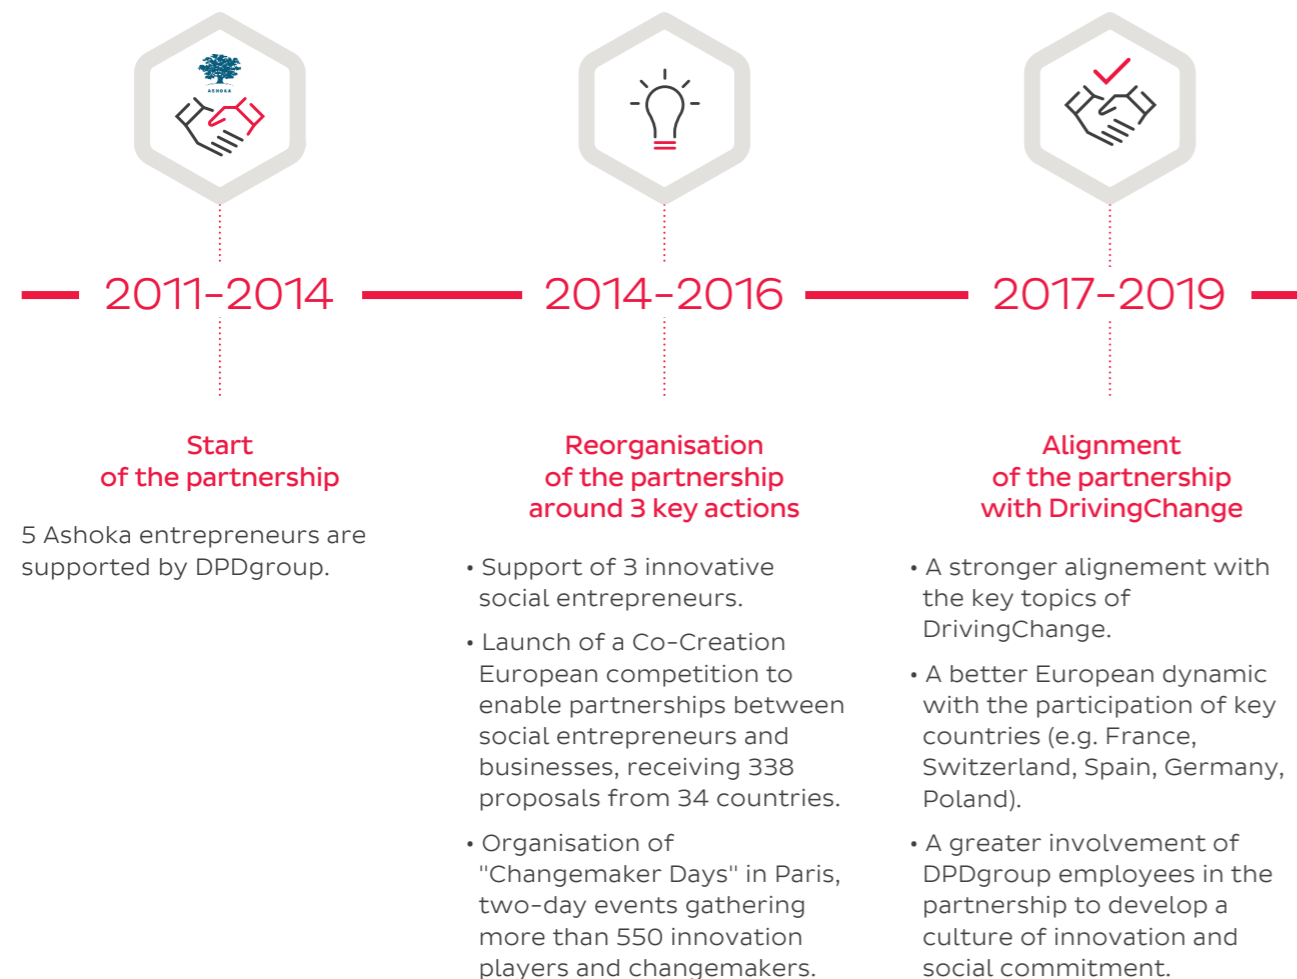 ASHOKA
2011-2014
Start
of the partnership
5 Ashoka entrepreneurs are
supported by DPDgroup.
2014-2016
Reorganisation
of the partnership
around 3 key actions
• Support of 3 innovative
social entrepreneurs.
• Launch of a Co-Creation
European competition to
enable partnerships between
social entrepreneurs and
businesses, receiving 338
proposals from 34 countries.
• Organisation of
"Changemaker Days" in Paris,
two-day events gathering
more than 550 innovation
players and changemakers.
2017-2019
Alignment
of the partnership
with DrivingChange
• A stronger alignement with
the key topics of
DrivingChange.
• A better European dynamic
with the participation of key
countries (e.g. France,
Switzerland, Spain, Germany,
Poland).
• A greater involvement of
DPDgroup employees in the
partnership to develop a
culture of innovation and
social commitment.